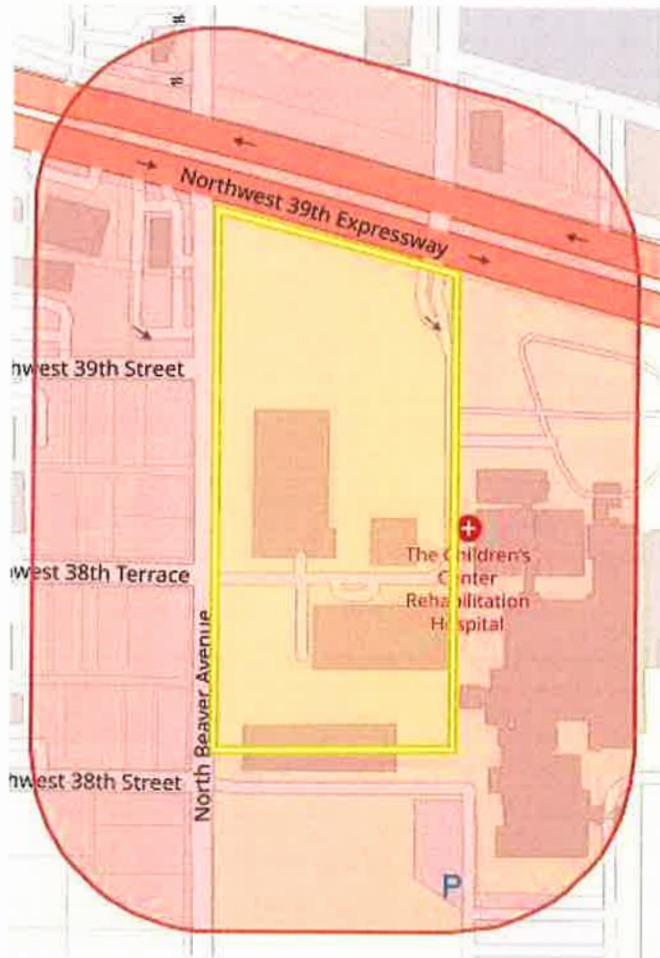 Northwest 39th Expressway
hwest 39th Street
The Children's
Center
Rehabilitation
Hospital
west 38th Terrace
North Beaver Avenue
hwest 38th Street
P